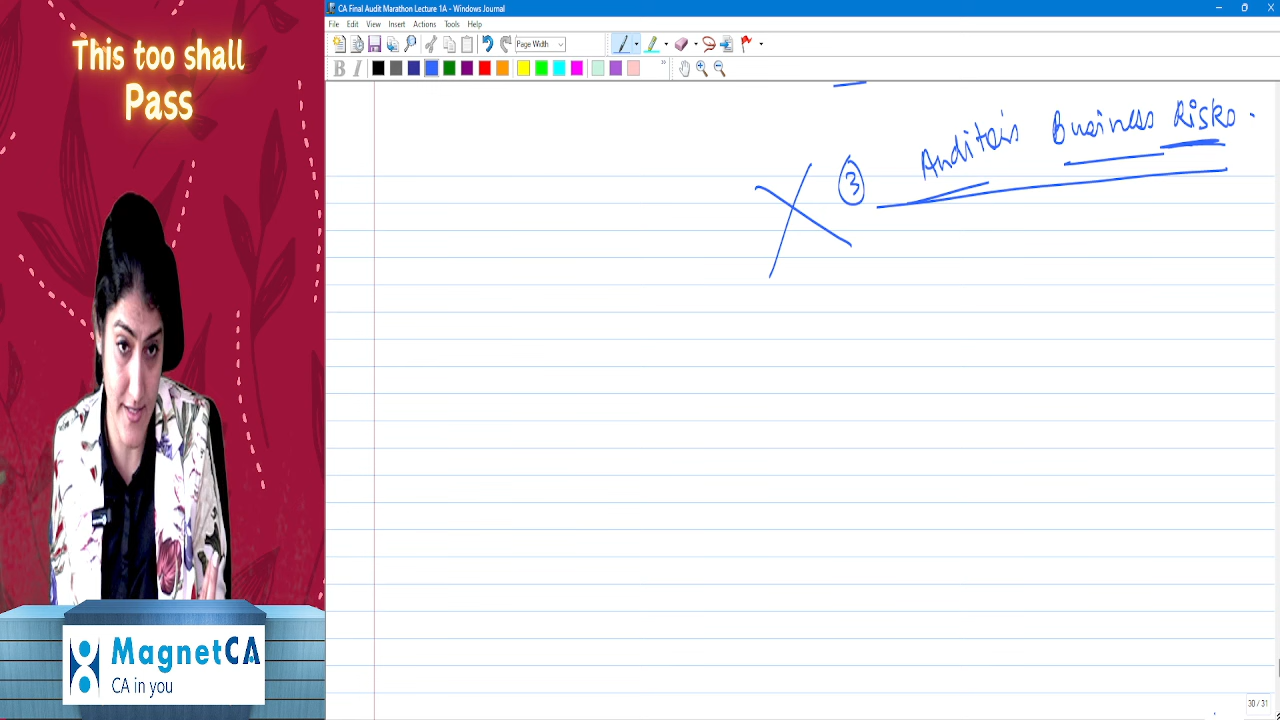 This too shall
Pass
CA Final Audit Marathon Lecture 1A - Windows Journal
File Edit View Insert Actions Tools Help
Page Width
B I
③ Auditor's Business Risks.
MagnetCA
CA in you
30 / 31